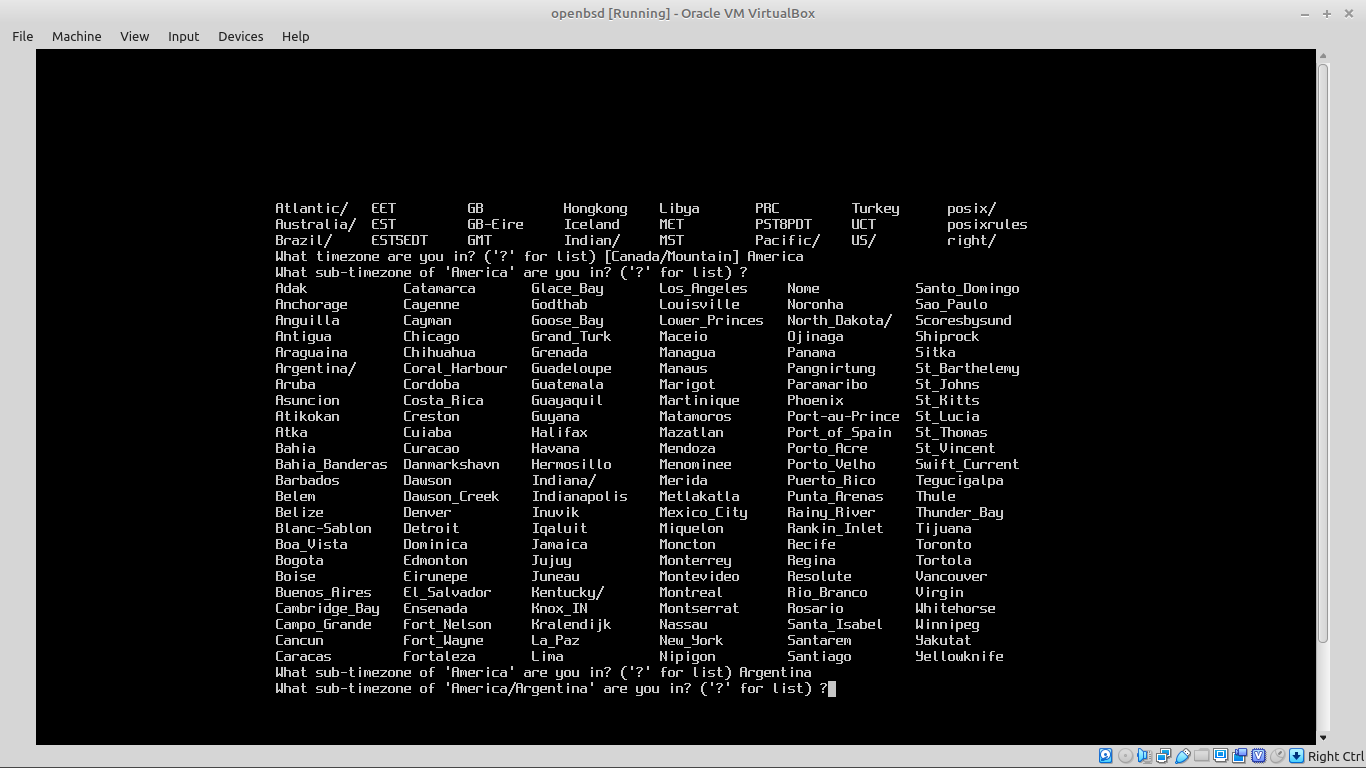 openbsd [Running] - Oracle VM VirtualBox
File Machine View Input Devices Help
Atlantic/ EET GB Hongkong Libya PRC Turkey posix/
Australia/ EST GB-Eire Iceland MET PST8PDT UCT posixrules
Brazil/ EST5EDT GMT Indian/ MST Pacific/ US/ right/
What timezone are you in? ('?' for list) [Canada/Mountain] America
What sub-timezone of 'America' are you in? ('?' for list) ?
Adak Catamarca Glace_Bay Los_Angeles Nome Santo_Domingo
Anchorage Cayenne Godthab Louisville Noronha Sao_Paulo
Anguilla Cayman Goose_Bay Lower_Princes North_Dakota/ Scoresbysund
Antigua Chicago Grand_Turk Maceio Ojinaga Shiprock
Araguaina Chihuahua Grenada Managua Panama Sitka
Argentina/ Coral_Harbour Guadeloupe Manaus Pangnirtung St_Barthelemy
Aruba Cordoba Guatemala Marigot Paramaribo St_Johns
Asuncion Costa_Rica Guayaquil Martinique Phoenix St_Kitts
Atikokan Creston Guyana Matamoros Port-au-Prince St_Lucia
Atka Cuiaba Halifax Mazatlan Port_of_Spain St_Thomas
Bahia Curacao Havana Mendoza Porto_Acre St_Vincent
Bahia_Banderas Danmarkshavn Hermosillo Menominee Porto_Velho Swift_Current
Barbados Dawson Indiana/ Merida Puerto_Rico Tegucigalpa
Belem Dawson_Creek Indianapolis Metlakatla Punta_Arenas Thule
Belize Denver Inuvik Mexico_City Rainy_River Thunder_Bay
Blanc-Sablon Detroit Iqaluit Miquelon Rankin_Inlet Tijuana
Boa_Vista Dominica Jamaica Moncton Recife Toronto
Bogota Edmonton Jujuy Monterrey Regina Tortola
Boise Eirunepe Juneau Montevideo Resolute Vancouver
Buenos_Aires El_Salvador Kentucky/ Montreal Rio_Branco Virgin
Cambridge_Bay Ensenada Knox_IN Montserrat Rosario Whitehorse
Campo_Grande Fort_Nelson Kralendijk Nassau Santa_Isabel Winnipeg
Cancun Fort_Wayne La_Paz New_York Santarem Yakutat
Caracas Fortaleza Lima Nipigon Santiago Yellowknife
What sub-timezone of 'America' are you in? ('?' for list) Argentina
What sub-timezone of 'America/Argentina' are you in? ('?' for list) ?
Right Ctrl